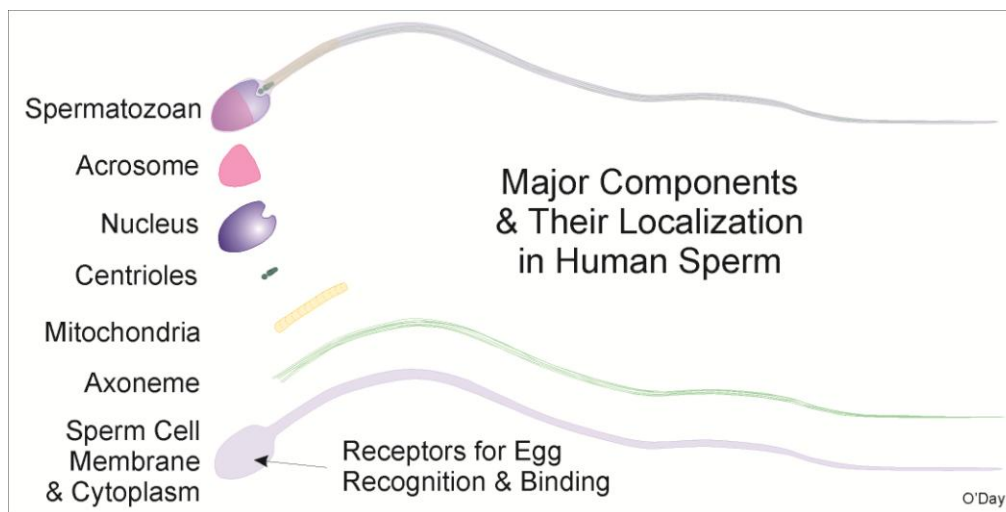 Spermatozoan
Acrosome
Nucleus
Centrioles
Mitochondria
Axoneme
Sperm Cell
Membrane
& Cytoplasm
Major Components
& Their Localization
in Human Sperm
Receptors for Egg
Recognition & Binding
O'Day